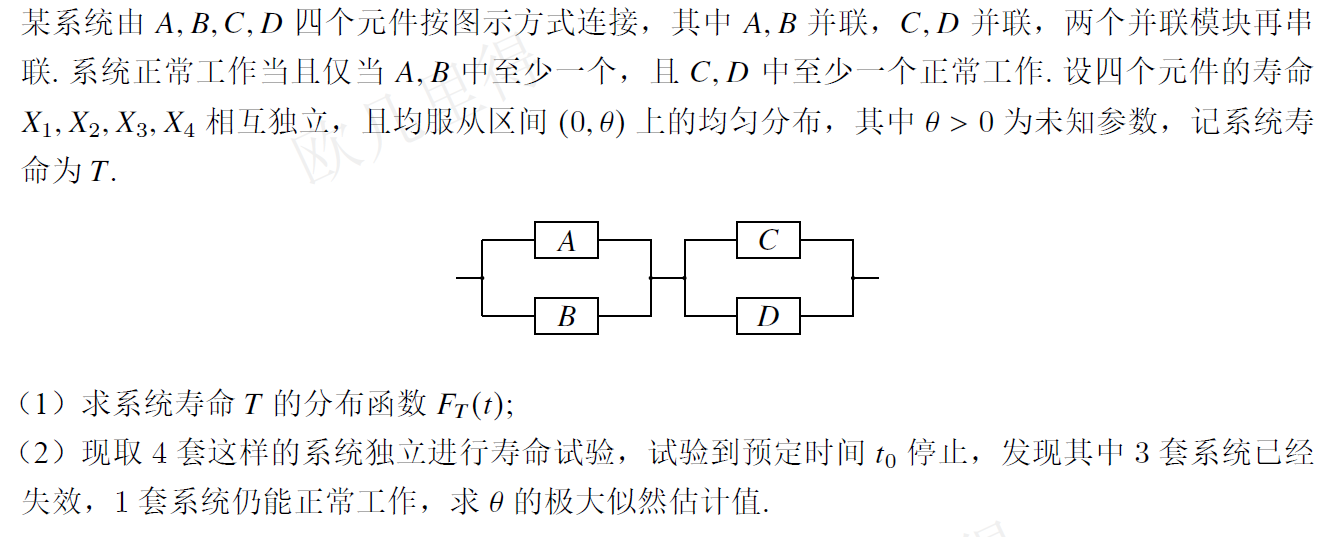 某系统由 A, B, C, D 四个元件按图示方式连接，其中 A, B 并联，C, D 并联，两个并联模块再串
联. 系统正常工作当且仅当 A, B 中至少一个，且 C, D 中至少一个正常工作. 设四个元件的寿命
X₁, X₂, X₃, X₄ 相互独立，且均服从区间 (0, θ) 上的均匀分布，其中 θ > 0 为未知参数，记系统寿
命为 T.
A
C
B
D
（1）求系统寿命 T 的分布函数 F_T(t);
（2）现取 4 套这样的系统独立进行寿命试验，试验到预定时间 t₀ 停止，发现其中 3 套系统已经
失效，1 套系统仍能正常工作，求 θ 的极大似然估计值.